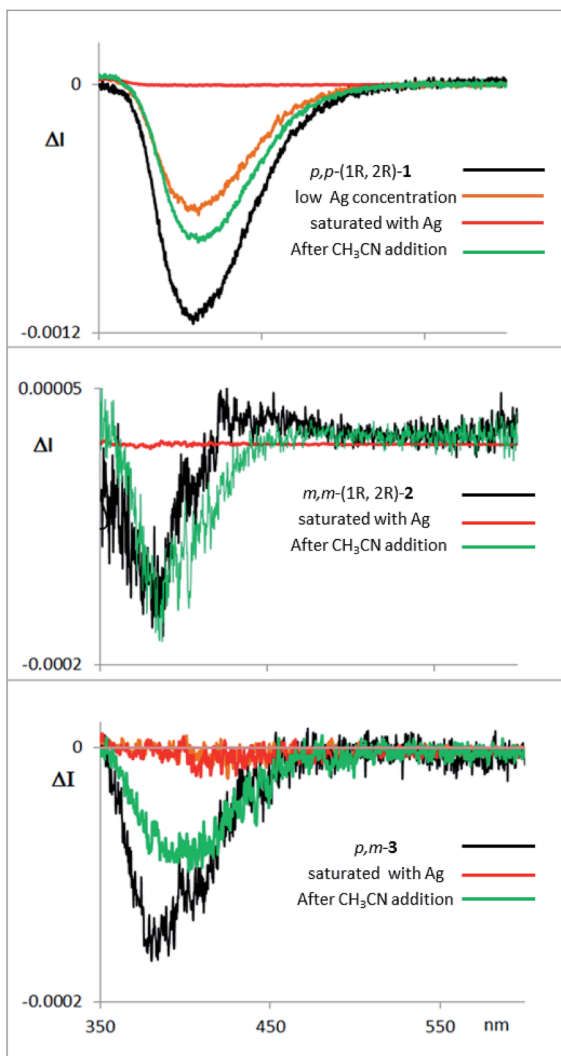 0
ΔI
p,p-(1R, 2R)-1
low Ag concentration
saturated with Ag
After CH₃CN addition
-0.0012
0.00005
ΔI
m,m-(1R, 2R)-2
saturated with Ag
After CH₃CN addition
-0.0002
0
ΔI
p,m-3
saturated with Ag
After CH₃CN addition
-0.0002
350 450 550 nm